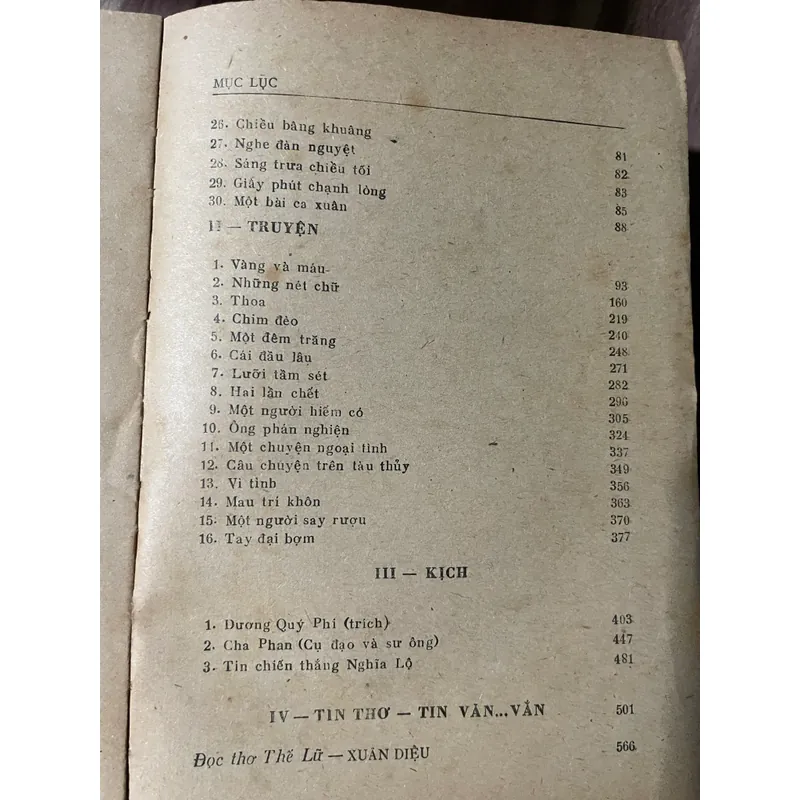 MỤC LỤC
26. Chiều bâng khuâng 81
27. Nghe đàn nguyệt 82
28. Sáng trưa chiều tối 83
29. Giây phút chạnh lòng 85
30. Một bài ca xuân 88
II — TRUYỆN
1. Vàng và máu 93
2. Những nét chữ 160
3. Thoa 219
4. Chim đèo 240
5. Một đêm trăng 248
6. Cái đầu lâu 271
7. Lưỡi tầm sét 282
8. Hai lần chết 296
9. Một người hiếm có 305
10. Ông phán nghiện 324
11. Một chuyện ngoại tình 337
12. Câu chuyện trên tàu thủy 349
13. Vì tình 356
14. Mau trí khôn 363
15. Một người say rượu 370
16. Tay đại bợm 377
III — KỊCH
1. Dương Quý Phi (trích) 403
2. Cha Phan (Cụ đạo và sư ông) 447
3. Tin chiến thắng Nghĩa Lộ 481
IV — TIN THƠ — TIN VĂN...VẮN 501
Đọc thơ Thế Lữ — XUÂN DIỆU 566